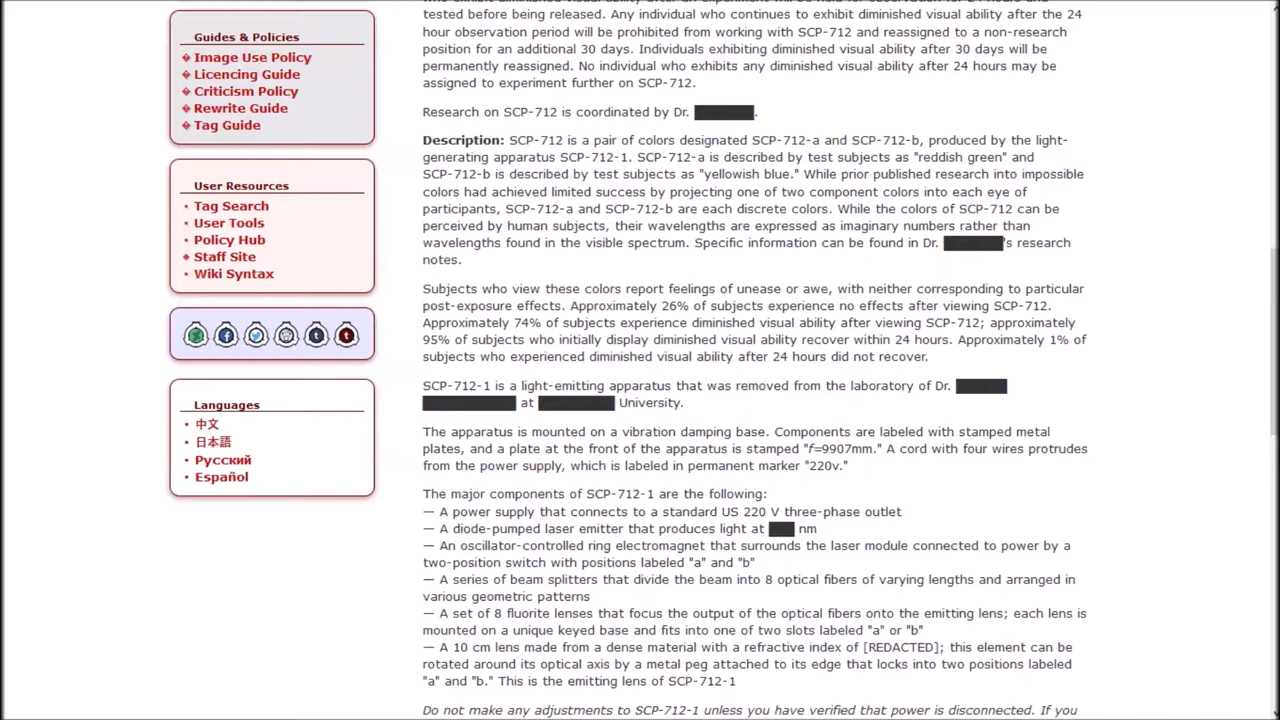 Guides & Policies
Image Use Policy
Licencing Guide
Criticism Policy
Rewrite Guide
Tag Guide
User Resources
Tag Search
User Tools
Policy Hub
Staff Site
Wiki Syntax
Languages
中文
日本語
Русский
Español
tested before being released. Any individual who continues to exhibit diminished visual ability after the 24
hour observation period will be prohibited from working with SCP-712 and reassigned to a non-research
position for an additional 30 days. Individuals exhibiting diminished visual ability after 30 days will be
permanently reassigned. No individual who exhibits any diminished visual ability after 24 hours may be
assigned to experiment further on SCP-712.
Research on SCP-712 is coordinated by Dr. .
Description: SCP-712 is a pair of colors designated SCP-712-a and SCP-712-b, produced by the light-
generating apparatus SCP-712-1. SCP-712-a is described by test subjects as "reddish green" and
SCP-712-b is described by test subjects as "yellowish blue." While prior published research into impossible
colors had achieved limited success by projecting one of two component colors into each eye of
participants, SCP-712-a and SCP-712-b are each discrete colors. While the colors of SCP-712 can be
perceived by human subjects, their wavelengths are expressed as imaginary numbers rather than
wavelengths found in the visible spectrum. Specific information can be found in Dr. 's research
notes.
Subjects who view these colors report feelings of unease or awe, with neither corresponding to particular
post-exposure effects. Approximately 26% of subjects experience no effects after viewing SCP-712.
Approximately 74% of subjects experience diminished visual ability after viewing SCP-712; approximately
95% of subjects who initially display diminished visual ability recover within 24 hours. Approximately 1% of
subjects who experienced diminished visual ability after 24 hours did not recover.
SCP-712-1 is a light-emitting apparatus that was removed from the laboratory of Dr.
at University.
The apparatus is mounted on a vibration damping base. Components are labeled with stamped metal
plates, and a plate at the front of the apparatus is stamped "f=9907mm." A cord with four wires protrudes
from the power supply, which is labeled in permanent marker "220v."
The major components of SCP-712-1 are the following:
— A power supply that connects to a standard US 220 V three-phase outlet
— A diode-pumped laser emitter that produces light at nm
— An oscillator-controlled ring electromagnet that surrounds the laser module connected to power by a
two-position switch with positions labeled "a" and "b"
— A series of beam splitters that divide the beam into 8 optical fibers of varying lengths and arranged in
various geometric patterns
— A set of 8 fluorite lenses that focus the output of the optical fibers onto the emitting lens; each lens is
mounted on a unique keyed base and fits into one of two slots labeled "a" or "b"
— A 10 cm lens made from a dense material with a refractive index of [REDACTED]; this element can be
rotated around its optical axis by a metal peg attached to its edge that locks into two positions labeled
"a" and "b." This is the emitting lens of SCP-712-1
Do not make any adjustments to SCP-712-1 unless you have verified that power is disconnected. If you